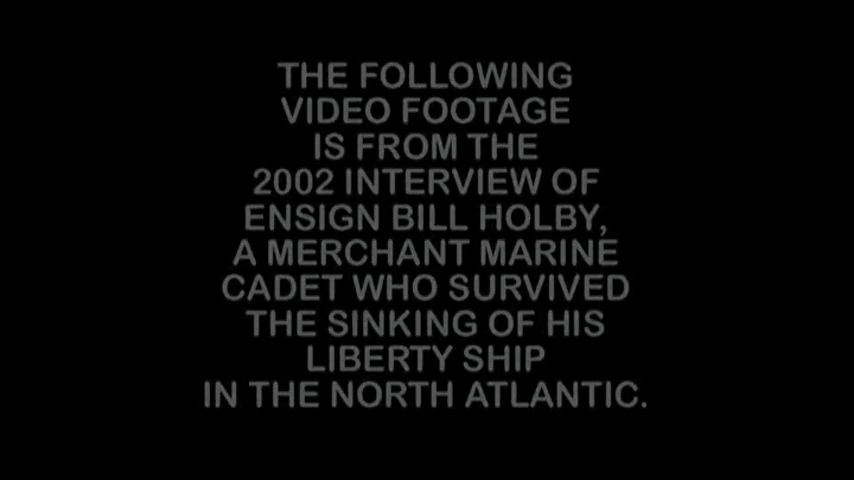 THE FOLLOWING
VIDEO FOOTAGE
IS FROM THE
2002 INTERVIEW OF
ENSIGN BILL HOLBY,
A MERCHANT MARINE
CADET WHO SURVIVED
THE SINKING OF HIS
LIBERTY SHIP
IN THE NORTH ATLANTIC.